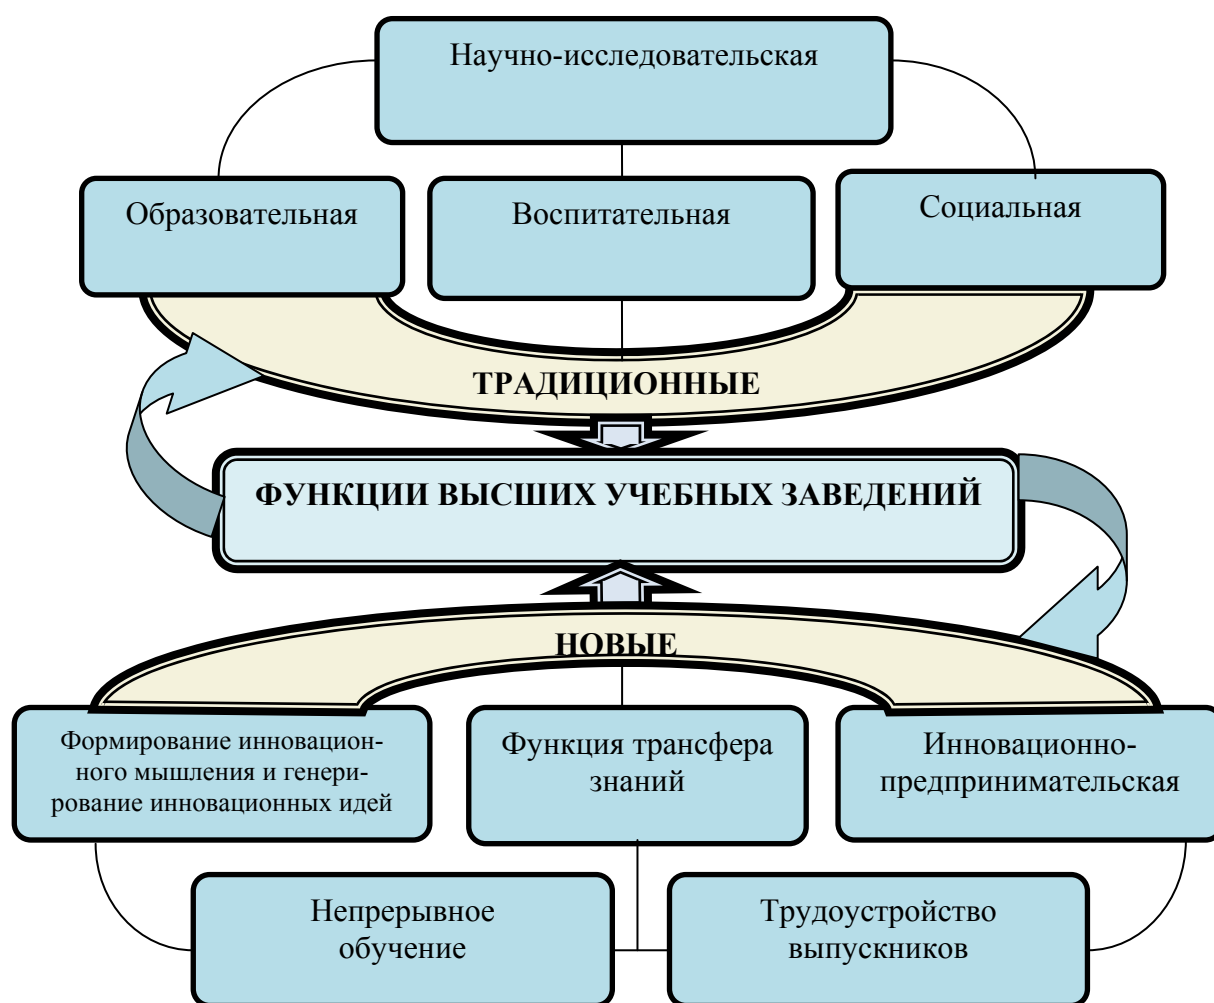 Научно-исследовательская
Образовательная
Воспитательная
Социальная
ТРАДИЦИОННЫЕ
ФУНКЦИИ ВЫСШИХ УЧЕБНЫХ ЗАВЕДЕНИЙ
НОВЫЕ
Формирование инновацион-
ного мышления и генери-
рование инновационных идей
Функция трансфера
знаний
Инновационно-
предпринимательская
Непрерывное
обучение
Трудоустройство
выпускников